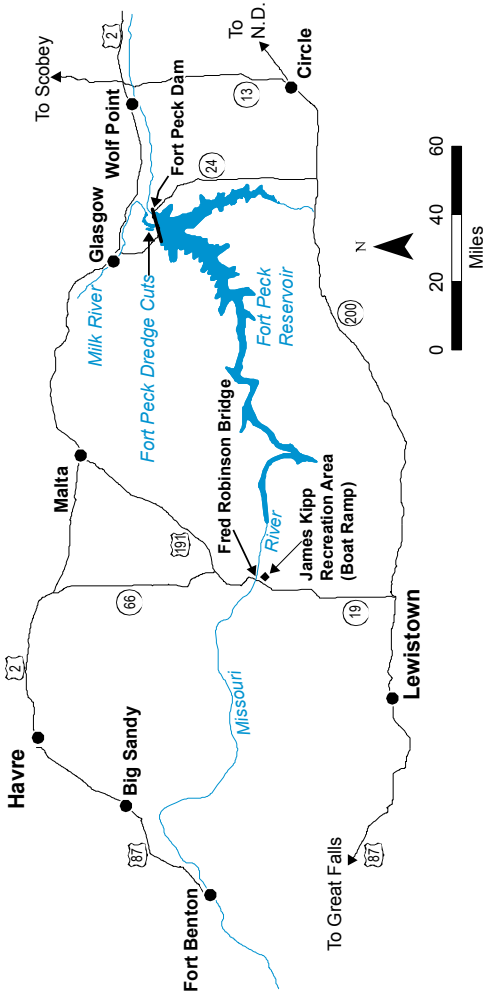 To Scobey
2
Wolf Point
To
N.D.
13
Circle
Fort Peck Dam
24
Glasgow
Milk River
Fort Peck Dredge Cuts
Fort Peck
Reservoir
N
0
20
40
60
Miles
200
Malta
191
Fred Robinson Bridge
River
James Kipp
Recreation Area
(Boat Ramp)
66
19
2
Havre
Big Sandy
87
Missouri
Fort Benton
Lewistown
To Great Falls
87